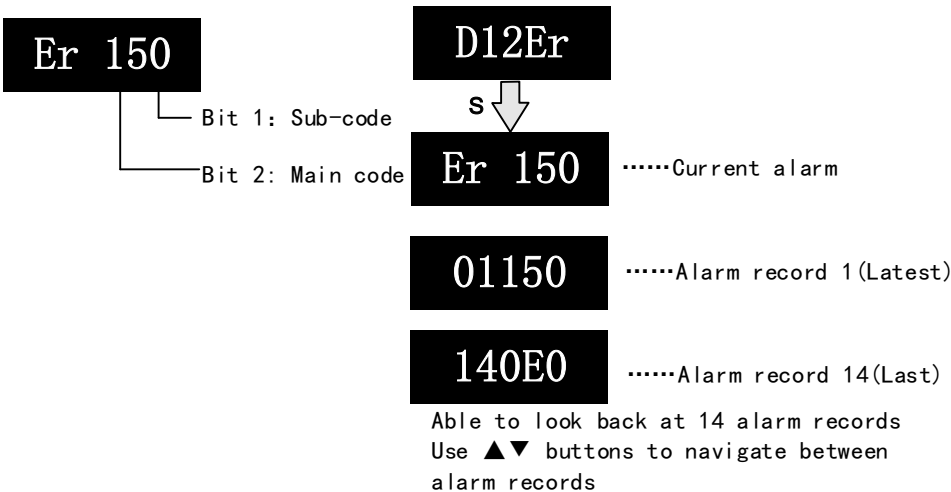 Er 150
Bit 1: Sub-code
Bit 2: Main code
D12Er
S
Er 150 ……Current alarm
01150 ……Alarm record 1(Latest)
140E0 ……Alarm record 14(Last)
Able to look back at 14 alarm records
Use ▲▼ buttons to navigate between
alarm records